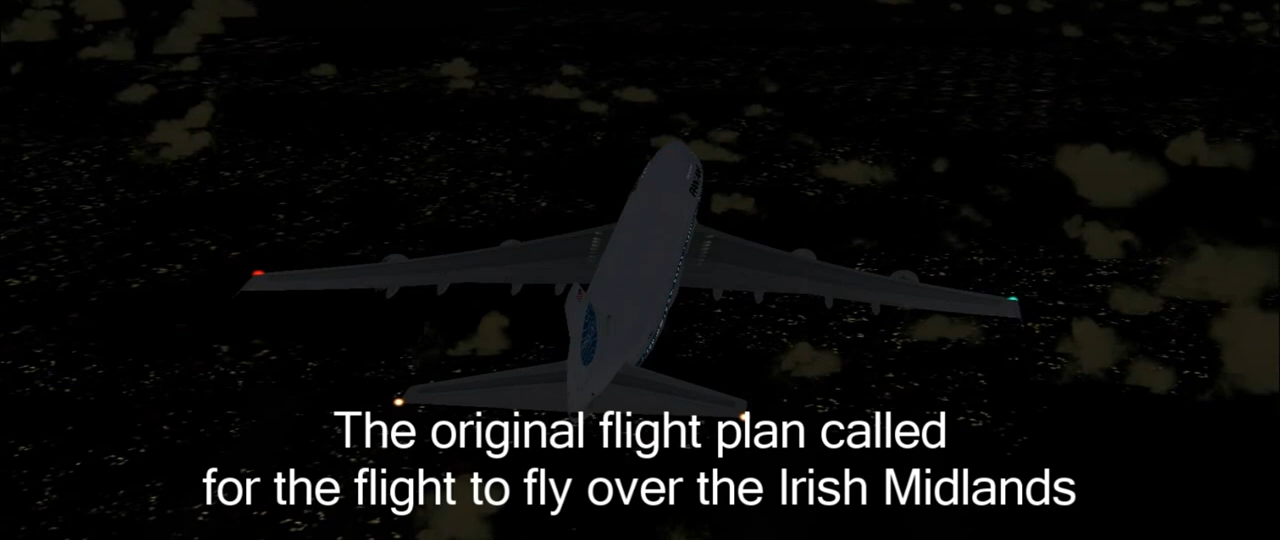 The original flight plan called
for the flight to fly over the Irish Midlands